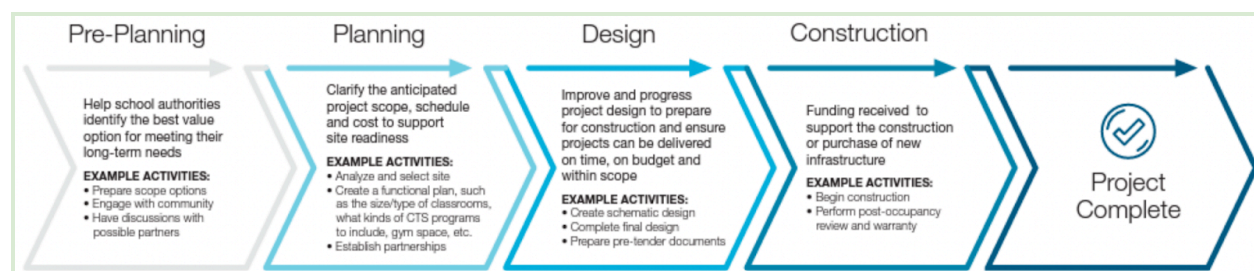 Pre-Planning
Help school authorities
identify the best value
option for meeting their
long-term needs
EXAMPLE ACTIVITIES:
• Prepare scope options
• Engage with community
• Have discussions with
possible partners
Planning
Clarify the anticipated
project scope, schedule
and cost to support
site readiness
EXAMPLE ACTIVITIES:
• Analyze and select site
• Create a functional plan, such
as the size/type of classrooms,
what kinds of CTS programs
to include, gym space, etc.
• Establish partnerships
Design
Improve and progress
project design to prepare
for construction and ensure
projects can be delivered
on time, on budget and
within scope
EXAMPLE ACTIVITIES:
• Create schematic design
• Complete final design
• Prepare pre-tender documents
Construction
Funding received to
support the construction
or purchase of new
infrastructure
EXAMPLE ACTIVITIES:
• Begin construction
• Perform post-occupancy
review and warranty
Project
Complete